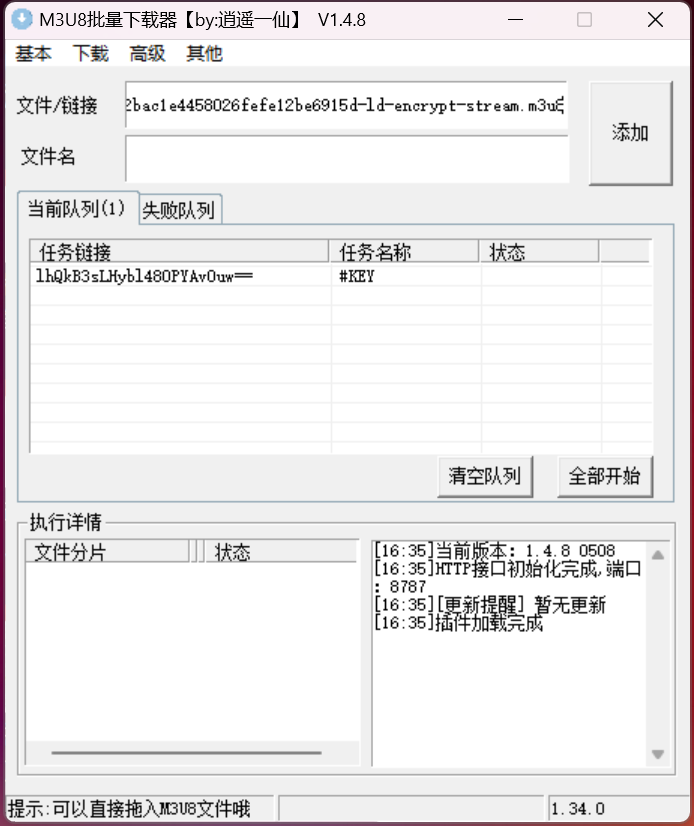 M3U8批量下载器【by:逍遥一仙】 V1.4.8
基本 下载 高级 其他
文件/链接 2bac1e4458026fefe12be6915d-ld-encrypt-stream.m3u8
添加
文件名
当前队列(1) 失败队列
任务链接 任务名称 状态
lhQkB3sLHybl48OPYAvOuw== #KEY
清空队列 全部开始
执行详情
文件分片 状态
[16:35]当前版本: 1.4.8 0508
[16:35]HTTP接口初始化完成,端口
: 8787
[16:35][更新提醒] 暂无更新
[16:35]插件加载完成
提示:可以直接拖入M3U8文件哦 1.34.0